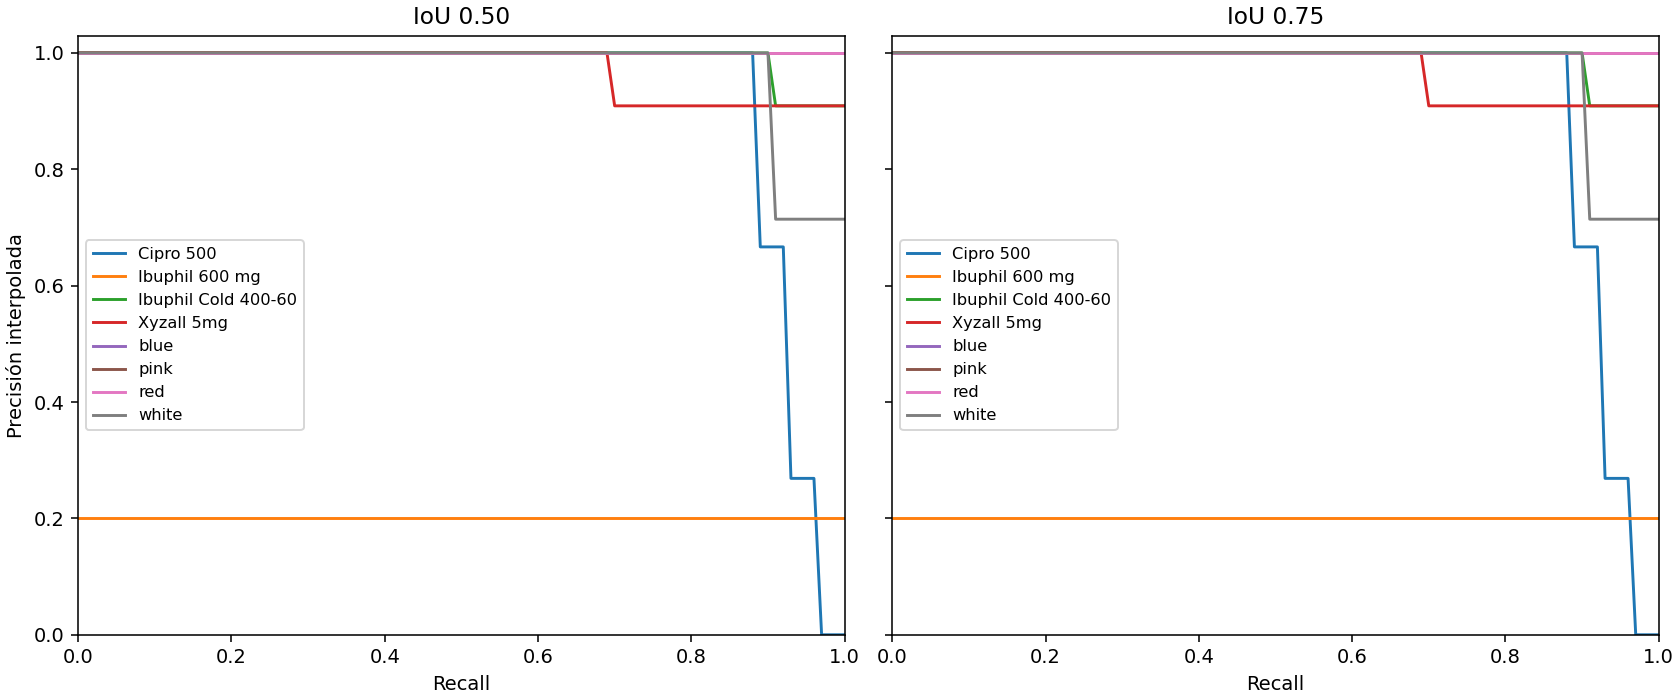 IoU 0.50
1.0
0.8
0.6
0.4
0.2
0.0
Precisión interpolada
Cipro 500
Ibuphil 600 mg
Ibuphil Cold 400-60
Xyzall 5mg
blue
pink
red
white
0.0 0.2 0.4 0.6 0.8 1.0
Recall
IoU 0.75
Cipro 500
Ibuphil 600 mg
Ibuphil Cold 400-60
Xyzall 5mg
blue
pink
red
white
0.0 0.2 0.4 0.6 0.8 1.0
Recall